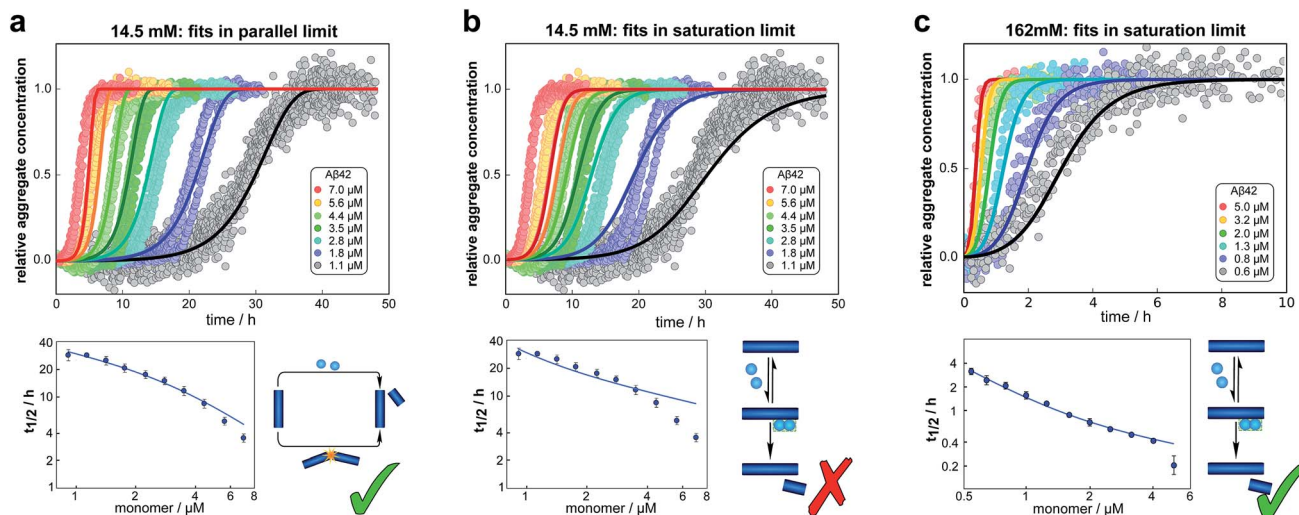 a
14.5 mM: fits in parallel limit
relative aggregate concentration
1.0
0.5
0.0
Aβ42
7.0 µM
5.6 µM
4.4 µM
3.5 µM
2.8 µM
1.8 µM
1.1 µM
0 10 20 30 40 50
time / h
t1/2 / h
40
20
10
4
2
1
1 2 4 6 8
monomer / µM
b
14.5 mM: fits in saturation limit
relative aggregate concentration
1.0
0.5
0.0
Aβ42
7.0 µM
5.6 µM
4.4 µM
3.5 µM
2.8 µM
1.8 µM
1.1 µM
0 10 20 30 40 50
time / h
t1/2 / h
40
20
10
4
2
1
1 2 4 6 8
monomer / µM
c
162mM: fits in saturation limit
relative aggregate concentration
1.0
0.5
0.0
Aβ42
5.0 µM
3.2 µM
2.0 µM
1.3 µM
0.8 µM
0.6 µM
0 2 4 6 8 10
time / h
t1/2 / h
4
2
1
0.4
0.2
0.5 1 2 4 6
monomer / µM